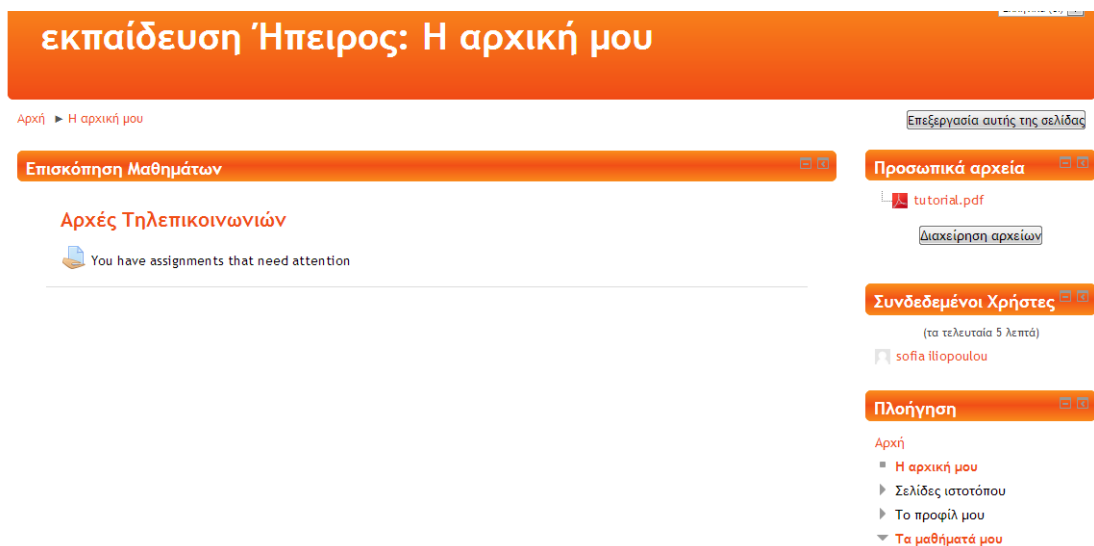 εκπαίδευση Ήπειρος: Η αρχική μου
Αρχή ► Η αρχική μου
Επεξεργασία αυτής της σελίδας
Επισκόπηση Μαθημάτων
Αρχές Τηλεπικοινωνιών
You have assignments that need attention
Προσωπικά αρχεία
tutorial.pdf
Διαχείρηση αρχείων
Συνδεδεμένοι Χρήστες
(τα τελευταία 5 λεπτά)
sofia iliopoulou
Πλοήγηση
Αρχή
Η αρχική μου
Σελίδες ιστοτόπου
Το προφίλ μου
Τα μαθήματά μου